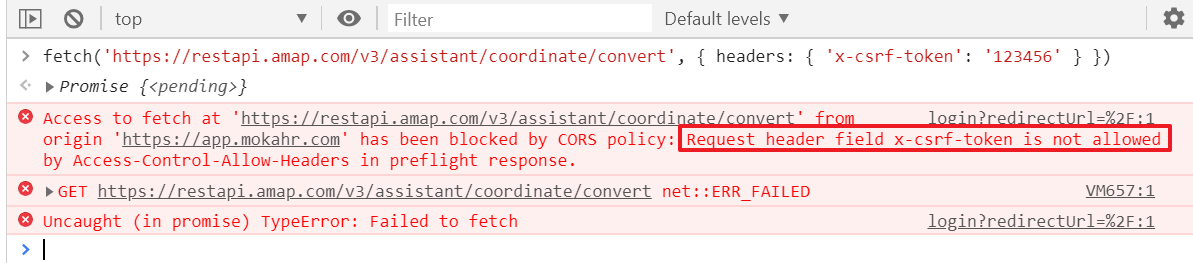 top Filter Default levels
fetch('https://restapi.amap.com/v3/assistant/coordinate/convert', { headers: { 'x-csrf-token': '123456' } })
Promise {<pending>}
Access to fetch at 'https://restapi.amap.com/v3/assistant/coordinate/convert' from login?redirectUrl=%2F:1
origin 'https://app.mokahr.com' has been blocked by CORS policy: Request header field x-csrf-token is not allowed
by Access-Control-Allow-Headers in preflight response.
GET https://restapi.amap.com/v3/assistant/coordinate/convert net::ERR_FAILED VM657:1
Uncaught (in promise) TypeError: Failed to fetch login?redirectUrl=%2F:1